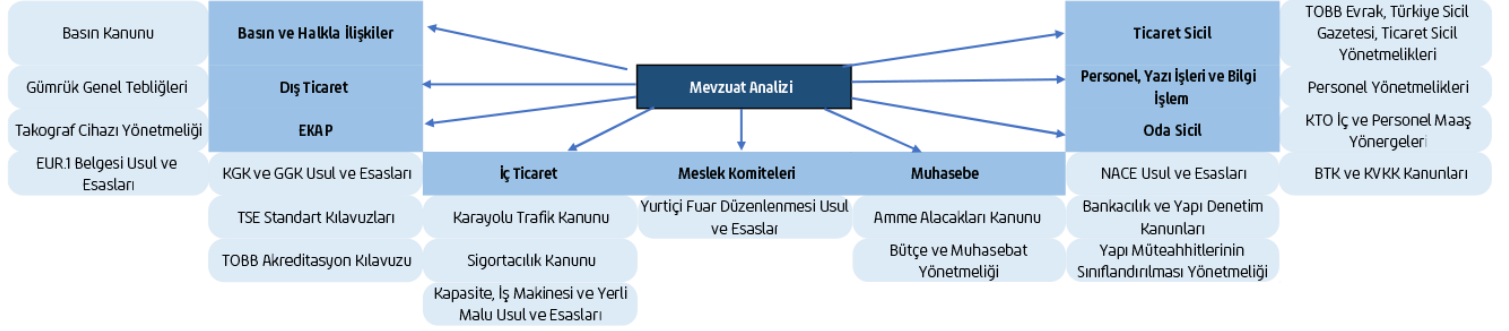 Basın Kanunu
Basın ve Halkla İlişkiler
Ticaret Sicil
TOBB Evrak, Türkiye Sicil
Gazetesi, Ticaret Sicil
Yönetmelikleri
Gümrük Genel Tebliğleri
Dış Ticaret
Mevzuat Analizi
Personel, Yazı İşleri ve Bilgi
İşlem
Personel Yönetmelikleri
Takograf Cihazı Yönetmeliği
EKAP
Oda Sicil
KTO İç ve Personel Maaş
Yönergeleri
EUR.1 Belgesi Usul ve
Esasları
KGK ve GGK Usul ve Esasları
İç Ticaret
Meslek Komiteleri
Muhasebe
NACE Usul ve Esasları
BTK ve KVKK Kanunları
TSE Standart Kılavuzları
Karayolu Trafik Kanunu
Yurtiçi Fuar Düzenlenmesi Usul
ve Esaslar
Amme Alacakları Kanunu
Bankacılık ve Yapı Denetim
Kanunları
TOBB Akreditasyon Kılavuzu
Sigortacılık Kanunu
Bütçe ve Muhasebat
Yönetmeliği
Yapı Müteahhitlerinin
Sınıflandırılması Yönetmeliği
Kapasite, İş Makinesi ve Yerli
Malu Usul ve Esasları